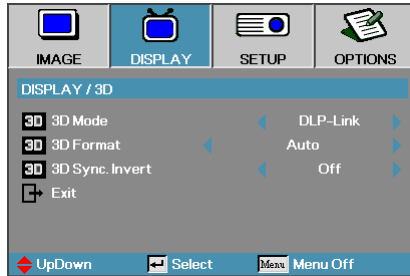 IMAGE DISPLAY SETUP OPTIONS
DISPLAY / 3D
3D 3D Mode DLP-Link
3D 3D Format Auto
3D 3D Sync. Invert Off
Exit
UpDown Select Menu Menu Off